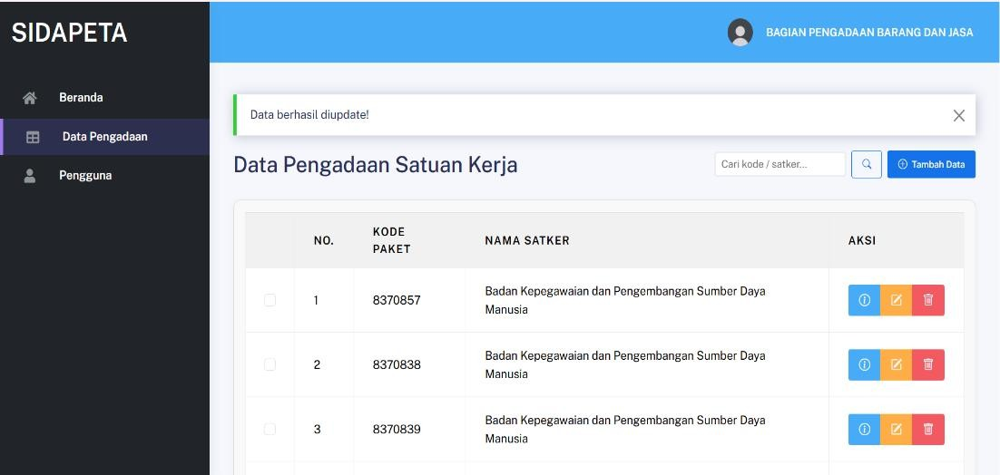 SIDAPETA
BAGIAN PENGADAAN BARANG DAN JASA
Beranda
Data Pengadaan
Pengguna
Data berhasil diupdate!
Data Pengadaan Satuan Kerja
Cari kode / satker...
Tambah Data
NO.
KODE
PAKET
NAMA SATKER
AKSI
1
8370857
Badan Kepegawaian dan Pengembangan Sumber Daya
Manusia
2
8370838
Badan Kepegawaian dan Pengembangan Sumber Daya
Manusia
3
8370839
Badan Kepegawaian dan Pengembangan Sumber Daya
Manusia